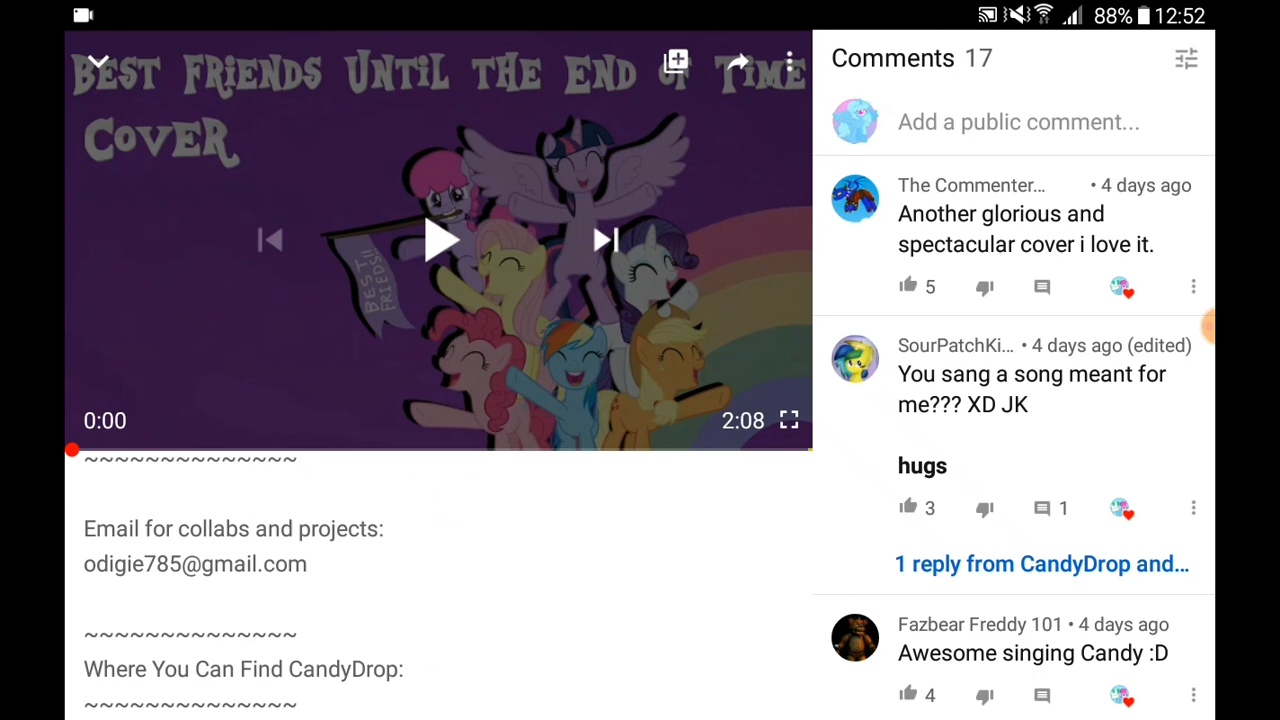 88% 12:52
BEST FRIENDS UNTIL THE END OF TIME
COVER
BEST
FRIENDS!
0:00
2:08
~~~~~~~~~~~~~~
Email for collabs and projects:
odigie785@gmail.com
~~~~~~~~~~~~~~
Where You Can Find CandyDrop:
~~~~~~~~~~~~~~
Comments 17
Add a public comment...
The Commenter... • 4 days ago
Another glorious and
spectacular cover i love it.
5
SourPatchKi... • 4 days ago (edited)
You sang a song meant for
me??? XD JK
hugs
3 1
1 reply from CandyDrop and...
Fazbear Freddy 101 • 4 days ago
Awesome singing Candy :D
4